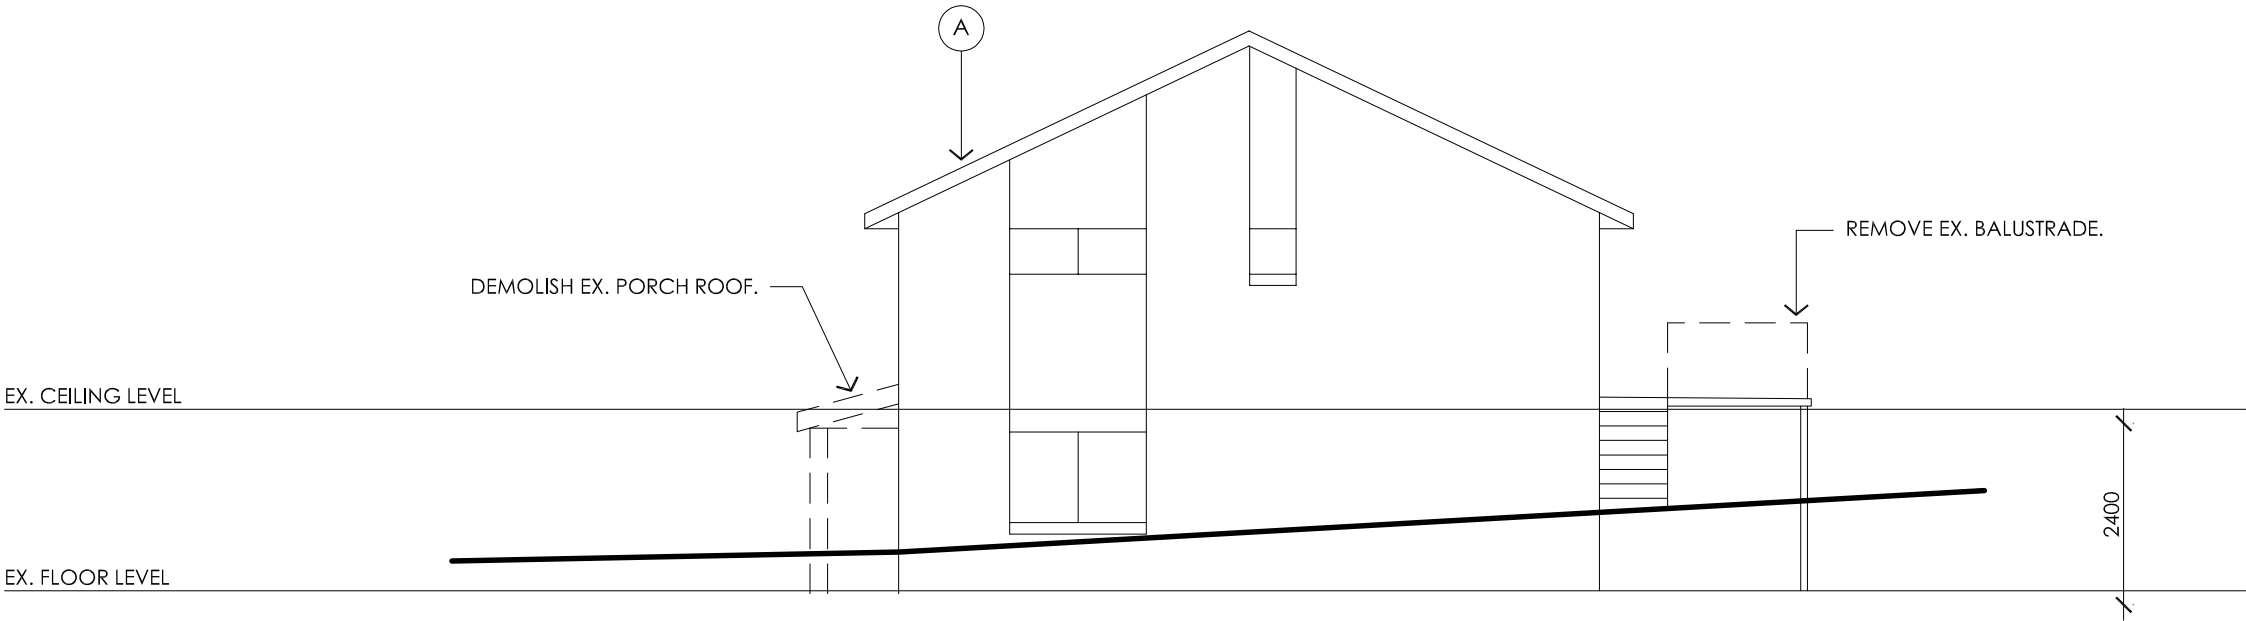 A
REMOVE EX. BALUSTRADE.
DEMOLISH EX. PORCH ROOF.
EX. CEILING LEVEL
2400
EX. FLOOR LEVEL